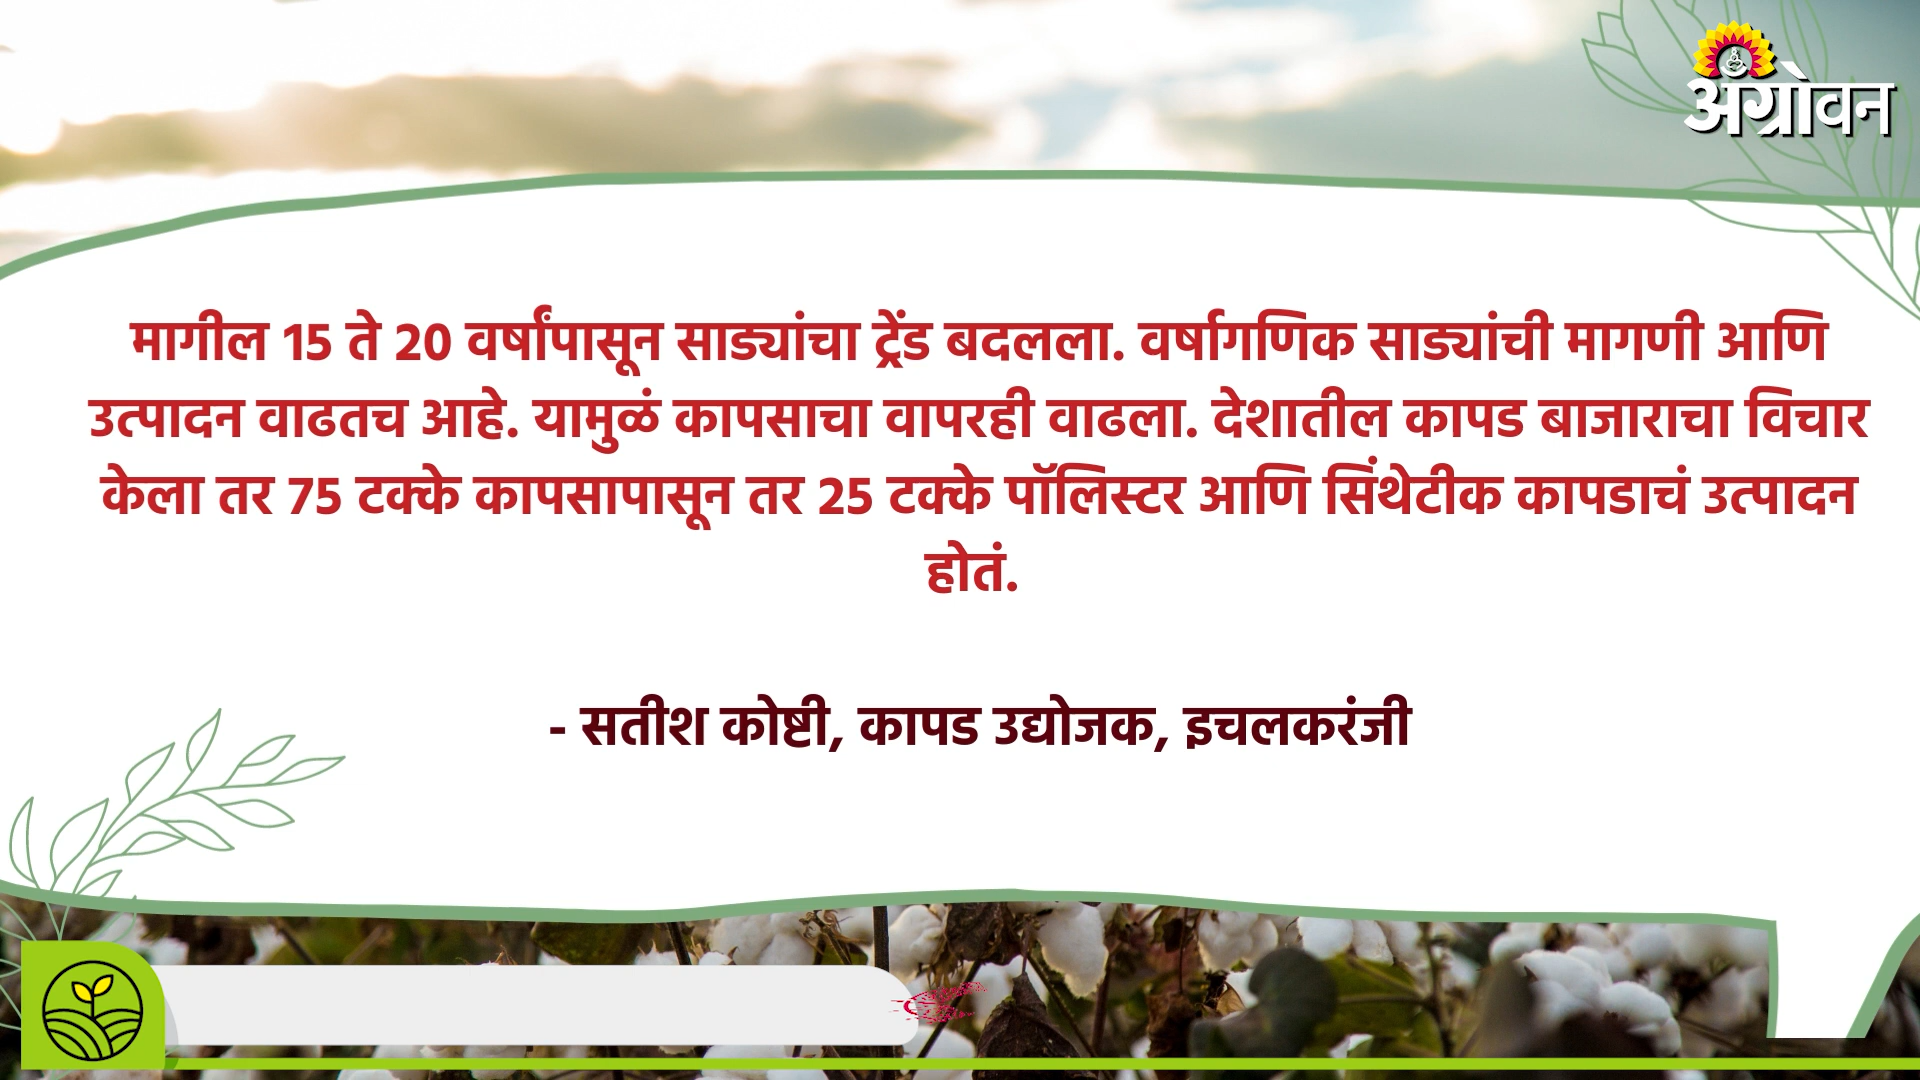 अॅग्रोवन
मागील 15 ते 20 वर्षांपासून साड्यांचा ट्रेंड बदलला. वर्षागणिक साड्यांची मागणी आणि
उत्पादन वाढतच आहे. यामुळं कापसाचा वापरही वाढला. देशातील कापड बाजाराचा विचार
केला तर 75 टक्के कापसापासून तर 25 टक्के पॉलिस्टर आणि सिंथेटीक कापडाचं उत्पादन
होतं.
- सतीश कोष्टी, कापड उद्योजक, इचलकरंजी